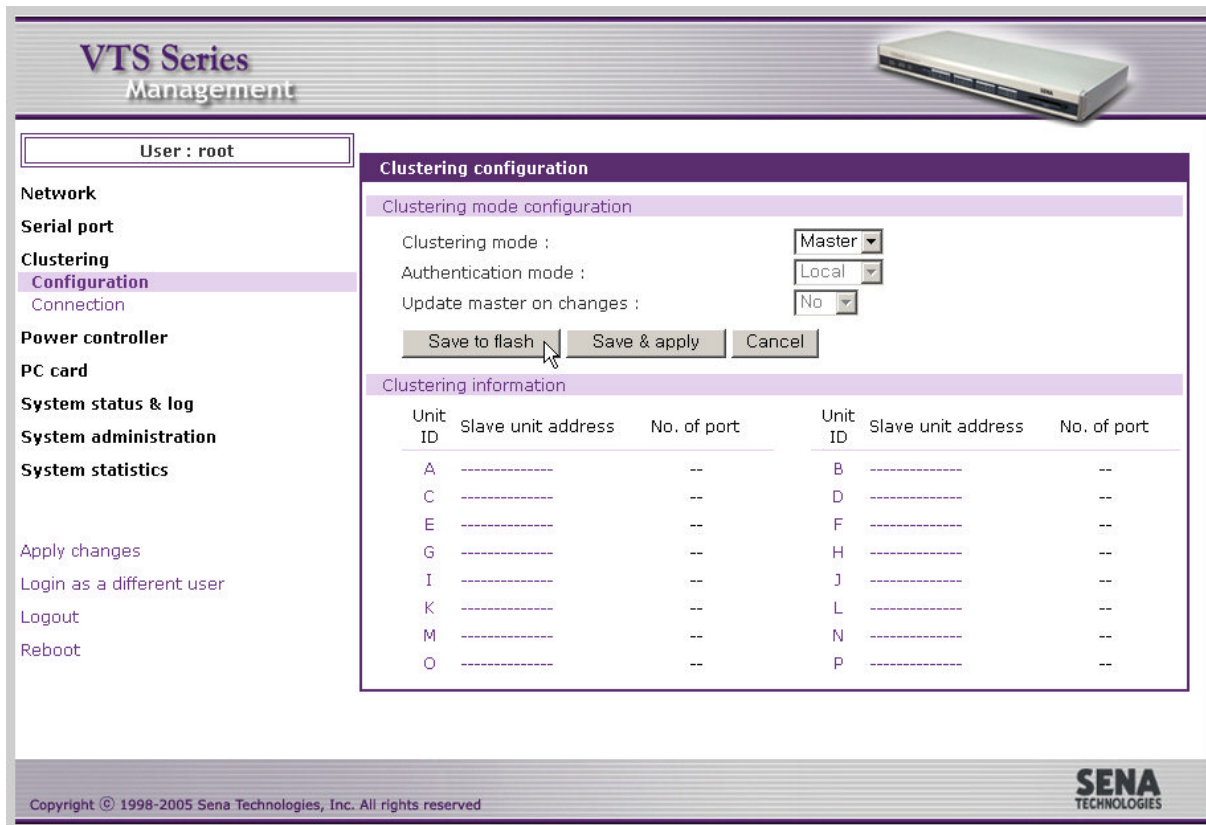 VTS Series
Management
SENA
User : root
Network
Serial port
Clustering
Configuration
Connection
Power controller
PC card
System status & log
System administration
System statistics
Apply changes
Login as a different user
Logout
Reboot
Clustering configuration
Clustering mode configuration
Clustering mode : Master
Authentication mode : Local
Update master on changes : No
Save to flash Save & apply Cancel
Clustering information
Unit ID Slave unit address No. of port Unit ID Slave unit address No. of port
A -------------- -- B -------------- --
C -------------- -- D -------------- --
E -------------- -- F -------------- --
G -------------- -- H -------------- --
I -------------- -- J -------------- --
K -------------- -- L -------------- --
M -------------- -- N -------------- --
O -------------- -- P -------------- --
Copyright © 1998-2005 Sena Technologies, Inc. All rights reserved
SENA
TECHNOLOGIES